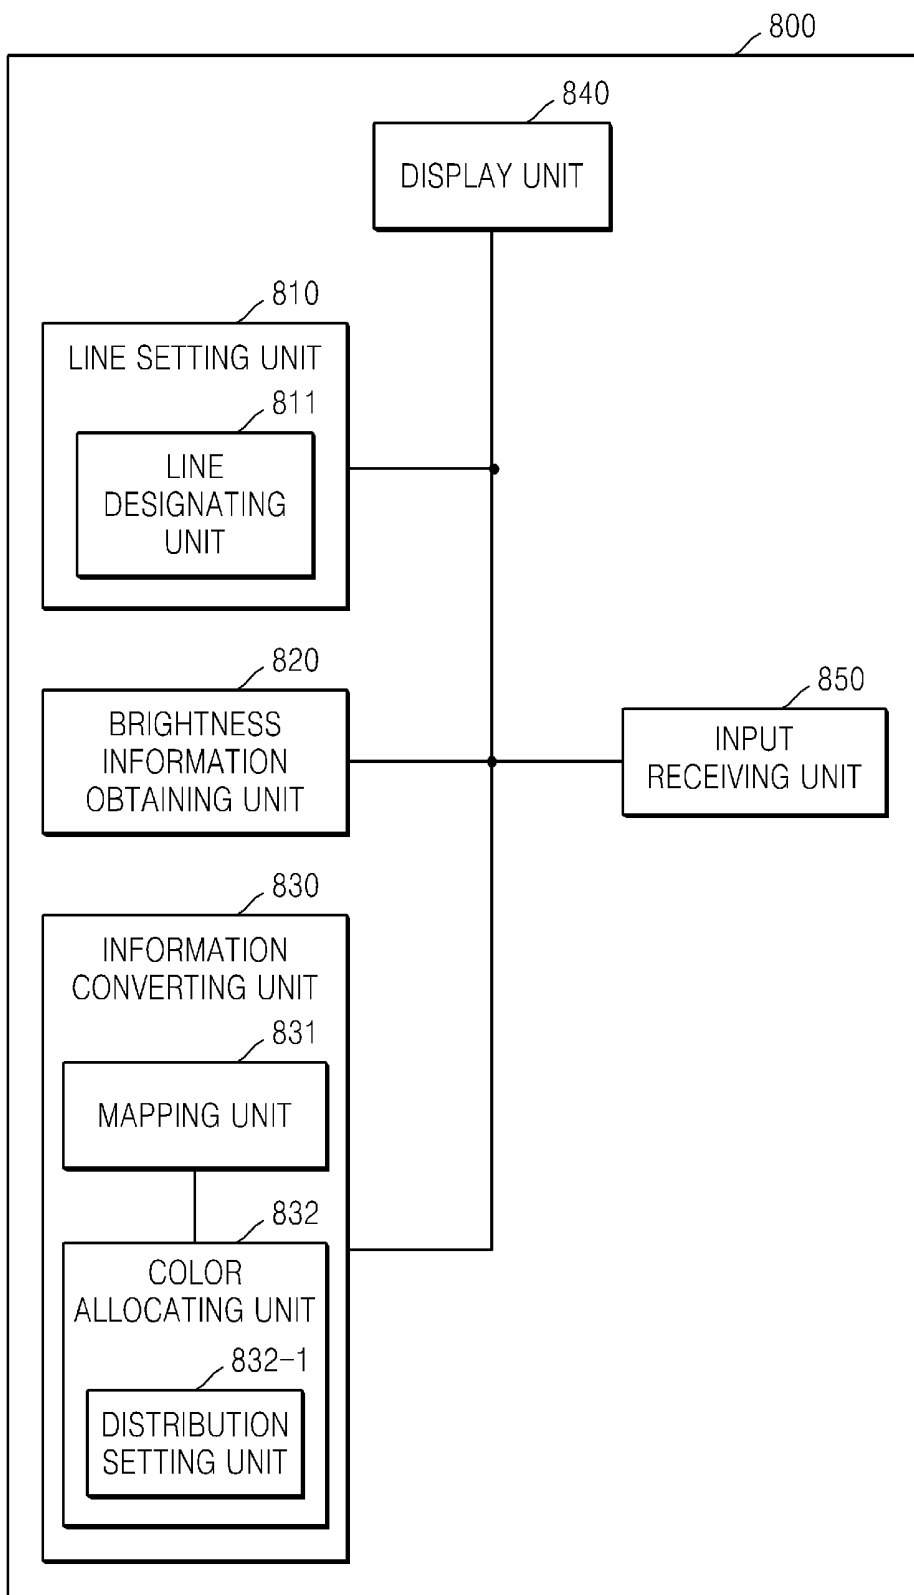 800
840
DISPLAY UNIT
810
LINE SETTING UNIT
811
LINE
DESIGNATING
UNIT
820
BRIGHTNESS
INFORMATION
OBTAINING UNIT
850
INPUT
RECEIVING UNIT
830
INFORMATION
CONVERTING UNIT
831
MAPPING UNIT
832
COLOR
ALLOCATING UNIT
832-1
DISTRIBUTION
SETTING UNIT